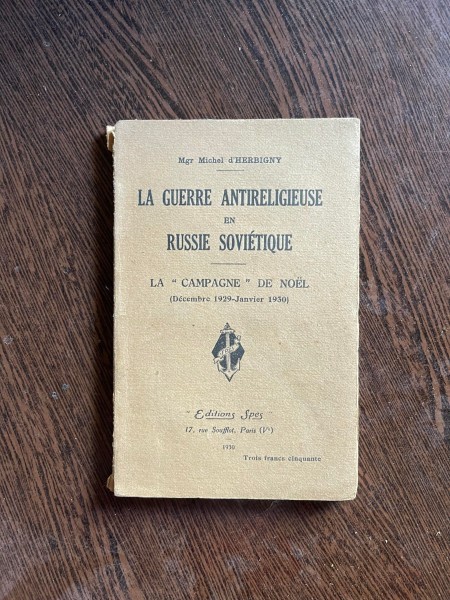 Mgr Michel d'HERBIGNY
LA GUERRE ANTIRELIGIEUSE
EN
RUSSIE SOVIÉTIQUE
LA " CAMPAGNE " DE NOËL
(Décembre 1929-Janvier 1930)
" Editions Spes "
17, rue Soufflot, Paris (Vᵉ)
1930
Trois francs cinquante